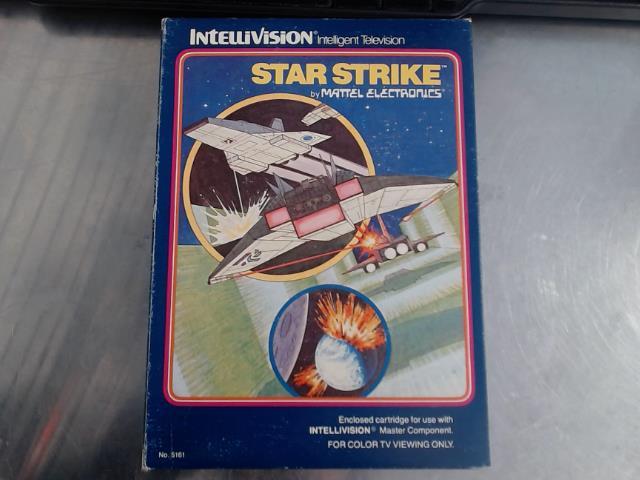 INTELLIVISION® Intelligent Television
STAR STRIKE™
by MATTEL ELECTRONICS®
Enclosed cartridge for use with
INTELLIVISION® Master Component.
FOR COLOR TV VIEWING ONLY.
No. 5161